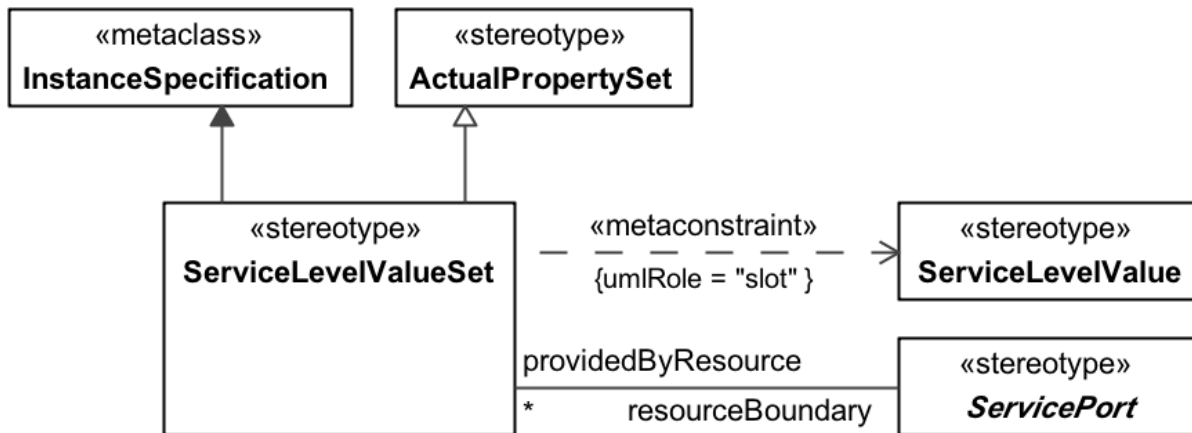 «metaclass»
InstanceSpecification
«stereotype»
ActualPropertySet
«stereotype»
ServiceLevelValueSet
«metaconstraint»
{umlRole = "slot" }
«stereotype»
ServiceLevelValue
providedByResource
* resourceBoundary
«stereotype»
ServicePort